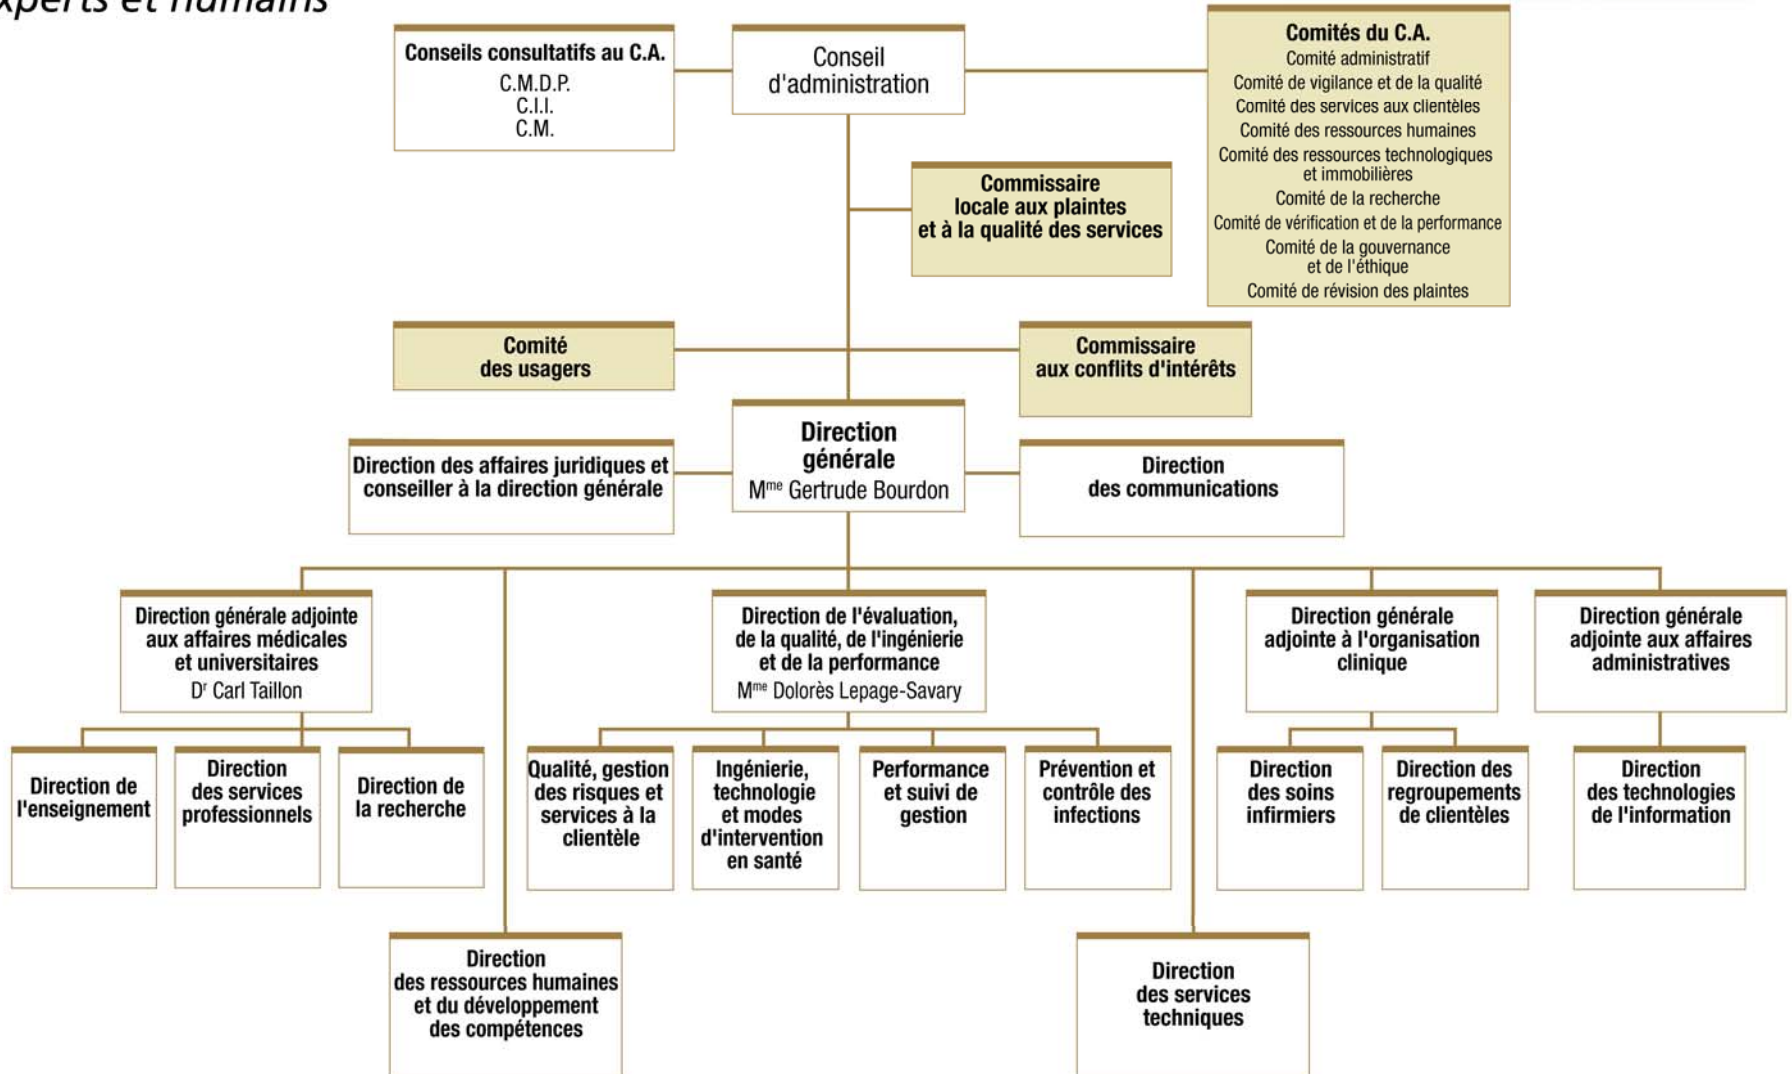 et humains
Conseils consultatifs au C.A.
C.M.D.P.
C.I.I.
C.M.
Conseil
d'administration
Comités du C.A.
Comité administratif
Comité de vigilance et de la qualité
Comité des services aux clientèles
Comité des ressources humaines
Comité des ressources technologiques
et immobilières
Comité de la recherche
Comité de vérification et de la performance
Comité de la gouvernance
et de l'éthique
Comité de révision des plaintes
Commissaire
locale aux plaintes
et à la qualité des services
Comité
des usagers
Commissaire
aux conflits d'intérêts
Direction
générale
Mme Gertrude Bourdon
Direction des affaires juridiques et
conseiller à la direction générale
Direction
des communications
Direction générale adjointe
aux affaires médicales
et universitaires
Dr Carl Taillon
Direction de l'évaluation,
de la qualité, de l'ingénierie
et de la performance
Mme Dolorès Lepage-Savary
Direction générale
adjointe à l'organisation
clinique
Direction générale
adjointe aux affaires
administratives
Direction de
l'enseignement
Direction
des services
professionnels
Direction de
la recherche
Qualité, gestion
des risques et
services à la
clientèle
Ingénierie,
technologie
et modes
d'intervention
en santé
Performance
et suivi de
gestion
Prévention et
contrôle des
infections
Direction
des soins
infirmiers
Direction des
regroupements
de clientèles
Direction
des technologies
de l'information
Direction
des ressources humaines
et du développement
des compétences
Direction
des services
techniques